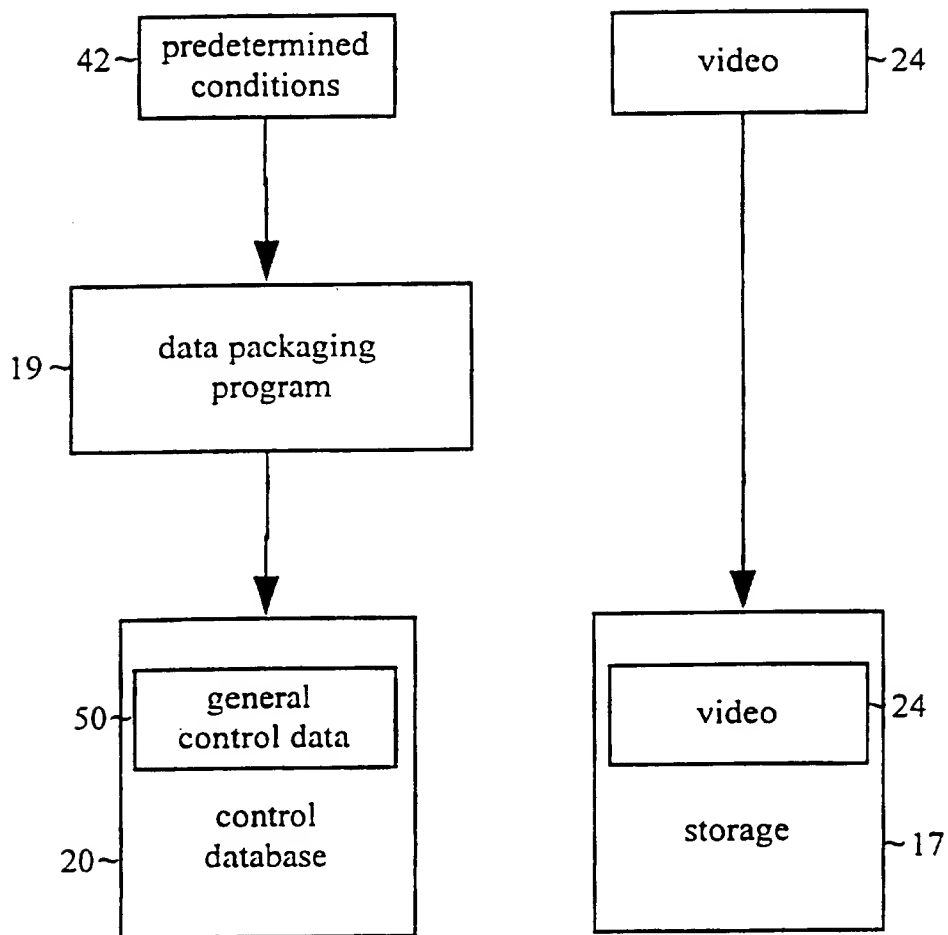 42~ predetermined
conditions
video ~24
19~ data packaging
program
50~ general
control data
video ~24
control
20~ database
storage ~17